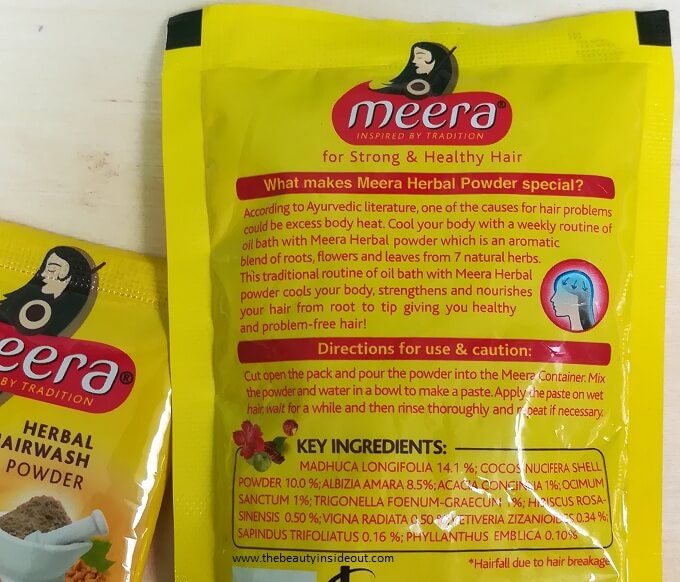 meera®
INSPIRED BY TRADITION
for Strong & Healthy Hair
What makes Meera Herbal Powder special?
According to Ayurvedic literature, one of the causes for hair problems
could be excess body heat. Cool your body with a weekly routine of
oil bath with Meera Herbal powder which is an aromatic
blend of roots, flowers and leaves from 7 natural herbs.
This traditional routine of oil bath with Meera Herbal
powder cools your body, strengthens and nourishes
your hair from root to tip giving you healthy
and problem-free hair!
Directions for use & caution:
Cut open the pack and pour the powder into the Meera Container. Mix
the powder and water in a bowl to make a paste. Apply the paste on wet
hair, wait for a while and then rinse thoroughly and repeat if necessary.
KEY INGREDIENTS:
MADHUCA LONGIFOLIA 14.1 %; COCOS NUCIFERA SHELL
POWDER 10.0 %; ALBIZIA AMARA 8.5%; ACACIA CONCINNA 1%; OCIMUM
SANCTUM 1%; TRIGONELLA FOENUM-GRAECUM 1%; HIBISCUS ROSA-
SINENSIS 0.50 %; VIGNA RADIATA 0.50 %; VETIVERIA ZIZANIOIDES 0.34 %;
SAPINDUS TRIFOLIATUS 0.16 %; PHYLLANTHUS EMBLICA 0.10%
*Hairfall due to hair breakage
eera®
BY TRADITION
HERBAL
HAIRWASH
POWDER
www.thebeautyinsideout.com